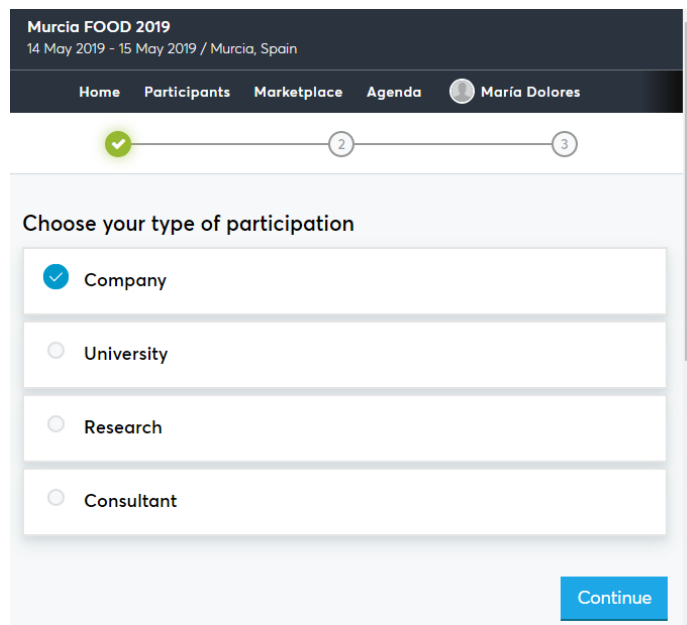 Murcia FOOD 2019
14 May 2019 - 15 May 2019 / Murcia, Spain
Home Participants Marketplace Agenda María Dolores
2 3
Choose your type of participation
Company
University
Research
Consultant
Continue